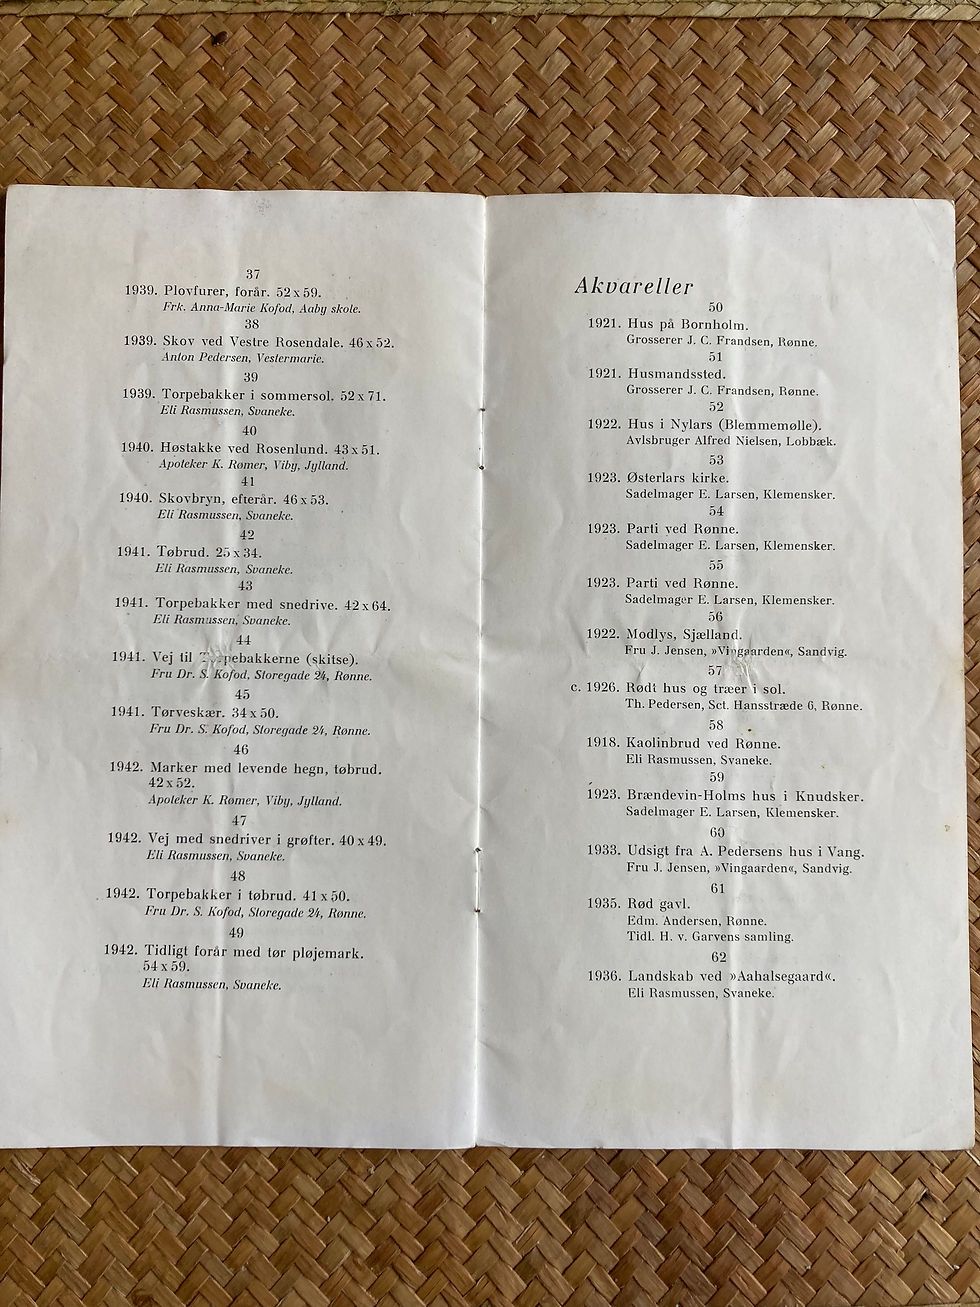 37
1939. Plovfurer, forår. 52 x 59.
Frk. Anna-Marie Kofod, Aaby skole.
38
1939. Skov ved Vestre Rosendale. 46 x 52.
Anton Pedersen, Vestermarie.
39
1939. Torpebakker i sommersol. 52 x 71.
Eli Rasmussen, Svaneke.
40
1940. Høstakke ved Rosenlund. 43 x 51.
Apoteker K. Rømer, Viby, Jylland.
41
1940. Skovbryn, efterår. 46 x 53.
Eli Rasmussen, Svaneke.
42
1941. Tøbrud. 25 x 34.
Eli Rasmussen, Svaneke.
43
1941. Torpebakker med snedrive. 42 x 64.
Eli Rasmussen, Svaneke.
44
1941. Vej til Torpebakkerne (skitse).
Fru Dr. S. Kofod, Storegade 24, Rønne.
45
1941. Tørveskær. 34 x 50.
Fru Dr. S. Kofod, Storegade 24, Rønne.
46
1942. Marker med levende hegn, tøbrud.
42 x 52.
Apoteker K. Rømer, Viby, Jylland.
47
1942. Vej med snedriver i grøfter. 40 x 49.
Eli Rasmussen, Svaneke.
48
1942. Torpebakker i tøbrud. 41 x 50.
Fru Dr. S. Kofod, Storegade 24, Rønne.
49
1942. Tidligt forår med tør pløjemark.
54 x 59.
Eli Rasmussen, Svaneke.
Akvareller
50
1921. Hus på Bornholm.
Grosserer J. C. Frandsen, Rønne.
51
1921. Husmandssted.
Grosserer J. C. Frandsen, Rønne.
52
1922. Hus i Nylars (Blemmemølle).
Avlsbruger Alfred Nielsen, Lobbæk.
53
1923. Østerlars kirke.
Sadelmager E. Larsen, Klemensker.
54
1923. Parti ved Rønne.
Sadelmager E. Larsen, Klemensker.
55
1923. Parti ved Rønne.
Sadelmager E. Larsen, Klemensker.
56
1922. Modlys, Sjælland.
Fru J. Jensen, »Vingaarden«, Sandvig.
57
c. 1926. Rødt hus og træer i sol.
Th. Pedersen, Sct. Hansstræde 6, Rønne.
58
1918. Kaolinbrud ved Rønne.
Eli Rasmussen, Svaneke.
59
1923. Brændevin-Holms hus i Knudsker.
Sadelmager E. Larsen, Klemensker.
60
1933. Udsigt fra A. Pedersens hus i Vang.
Fru J. Jensen, »Vingaarden«, Sandvig.
61
1935. Rød gavl.
Edm. Andersen, Rønne.
Tidl. H. v. Garvens samling.
62
1936. Landskab ved »Aahalsegaard«.
Eli Rasmussen, Svaneke.